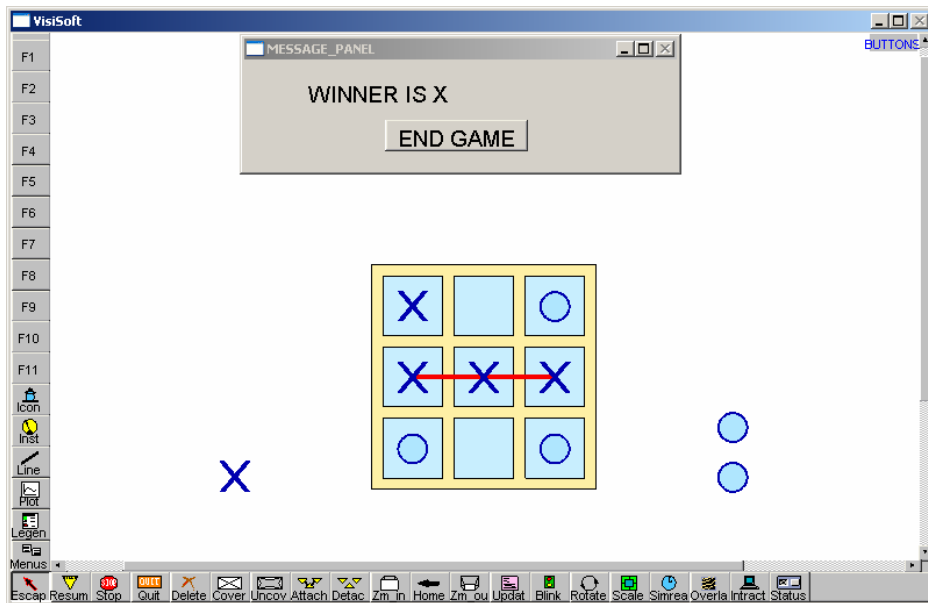 VisiSoft
MESSAGE_PANEL
BUTTONS
WINNER IS X
END GAME
F1
F2
F3
F4
F5
F6
F7
F8
F9
F10
F11
Icon
Inst
Line
Plot
Legen
Menus
X O
X X X
O O
X
STOP
QUIT
Escap Resum Stop Quit Delete Cover Uncov Attach Detac Zm_in Home Zm_ou Updat Blink Rotate Scale Simrea Overla Intract Status